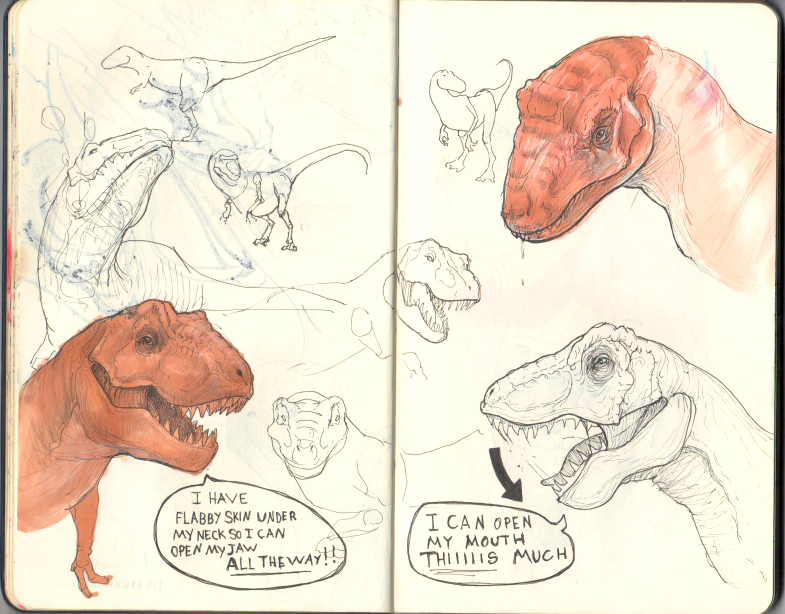 I HAVE
FLABBY SKIN UNDER
MY NECK SO I CAN
OPEN MY JAW
ALL THE WAY!!
I CAN OPEN
MY MOUTH
THIIIIIS MUCH